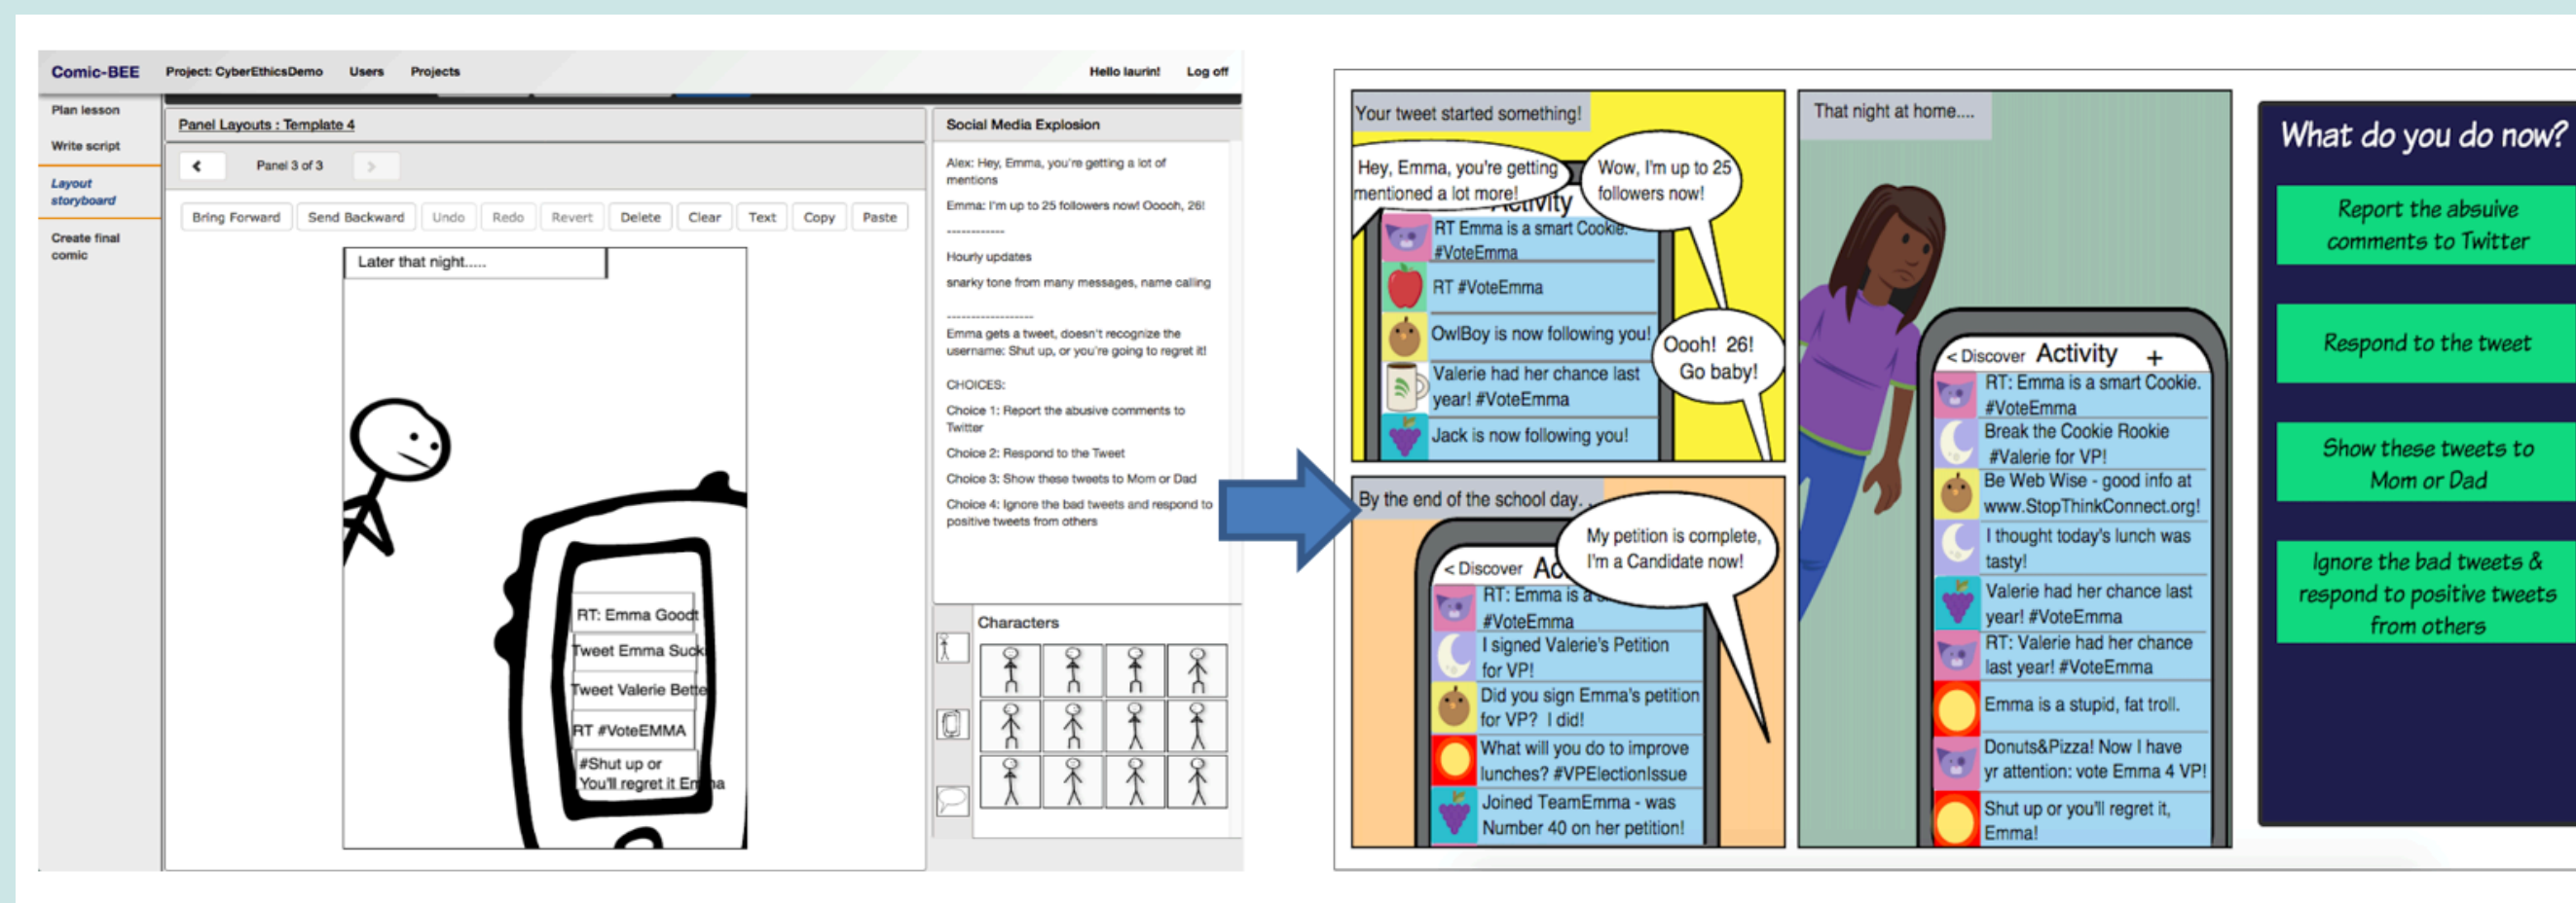 Comic-BEE Project: CyberEthicsDemo Users Projects Hello laurin! Log off
Plan lesson
Write script
Layout
storyboard
Create final
comic
Panel Layouts : Template 4
Panel 3 of 3
Bring Forward Send Backward Undo Redo Revert Delete Clear Text Copy Paste
Later that night.....
RT: Emma Goodt
Tweet Emma Suck
Tweet Valerie Bette
RT #VoteEMMA
#Shut up or
You'll regret it Emma
Social Media Explosion
Alex: Hey, Emma, you're getting a lot of
mentions
Emma: I'm up to 25 followers now! Ooooh, 26!
------------
Hourly updates
snarky tone from many messages, name calling
------------------
Emma gets a tweet, doesn't recognize the
username: Shut up, or you're going to regret it!
CHOICES:
Choice 1: Report the abusive comments to
Twitter
Choice 2: Respond to the Tweet
Choice 3: Show these tweets to Mom or Dad
Choice 4: Ignore the bad tweets and respond to
positive tweets from others
Characters
Your tweet started something!
Hey, Emma, you're getting
mentioned a lot more!
Wow, I'm up to 25
followers now!
Activity
RT Emma is a smart Cookie.
#VoteEmma
RT #VoteEmma
OwlBoy is now following you!
Oooh! 26!
Go baby!
Valerie had her chance last
year! #VoteEmma
Jack is now following you!
By the end of the school day. .
My petition is complete,
I'm a Candidate now!
< Discover Ac
RT: Emma is a s
#VoteEmma
I signed Valerie's Petition
for VP!
Did you sign Emma's petition
for VP? I did!
What will you do to improve
lunches? #VPElectionIssue
Joined TeamEmma - was
Number 40 on her petition!
That night at home....
< Discover Activity +
RT: Emma is a smart Cookie.
#VoteEmma
Break the Cookie Rookie
#Valerie for VP!
Be Web Wise - good info at
www.StopThinkConnect.org!
I thought today's lunch was
tasty!
Valerie had her chance last
year! #VoteEmma
RT: Valerie had her chance
last year! #VoteEmma
Emma is a stupid, fat troll.
Donuts&Pizza! Now I have
yr attention: vote Emma 4 VP!
Shut up or you'll regret it,
Emma!
What do you do now?
Report the absuive
comments to Twitter
Respond to the tweet
Show these tweets to
Mom or Dad
Ignore the bad tweets &
respond to positive tweets
from others